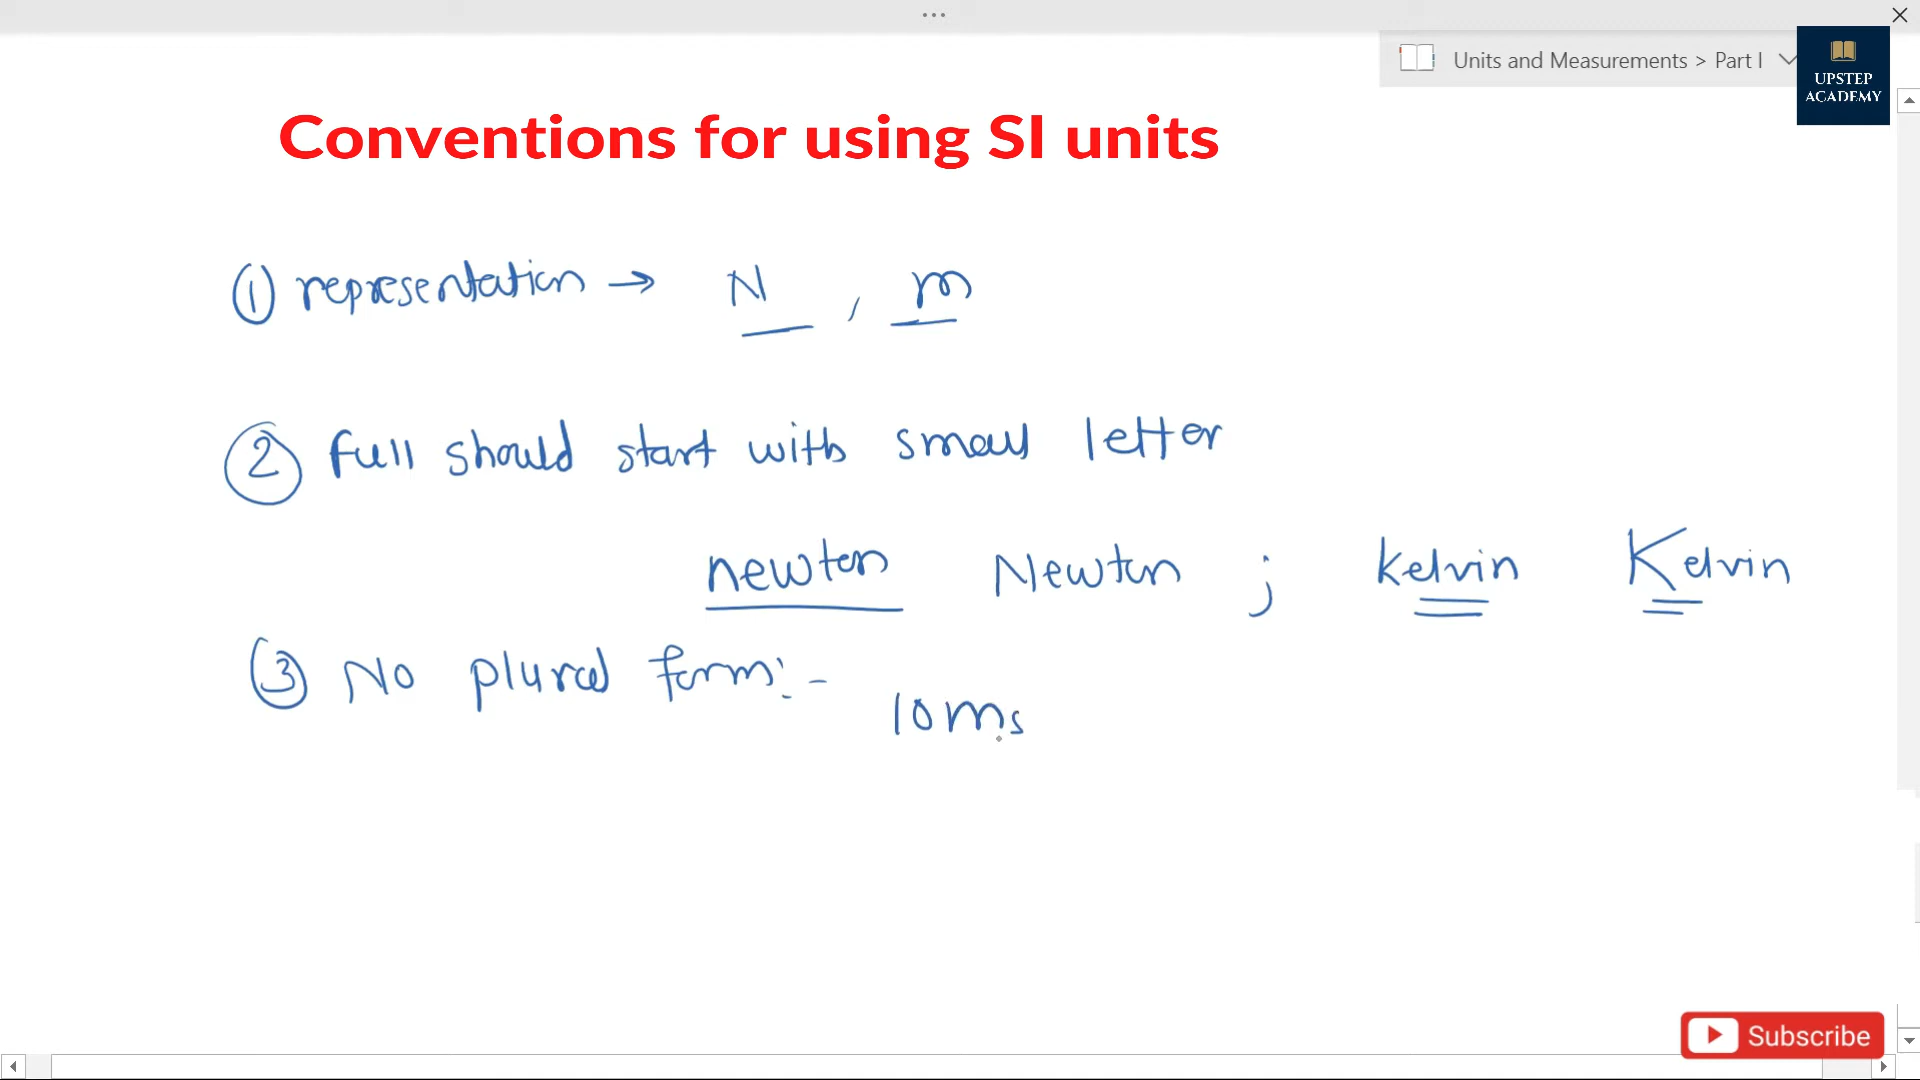 ...
Units and Measurements > Part I
UPSTEP
ACADEMY
Conventions for using SI units
① representation → N , m
② full should start with small letter
newton Newton ; kelvin Kelvin
③ No plural form :-
10ms
Subscribe